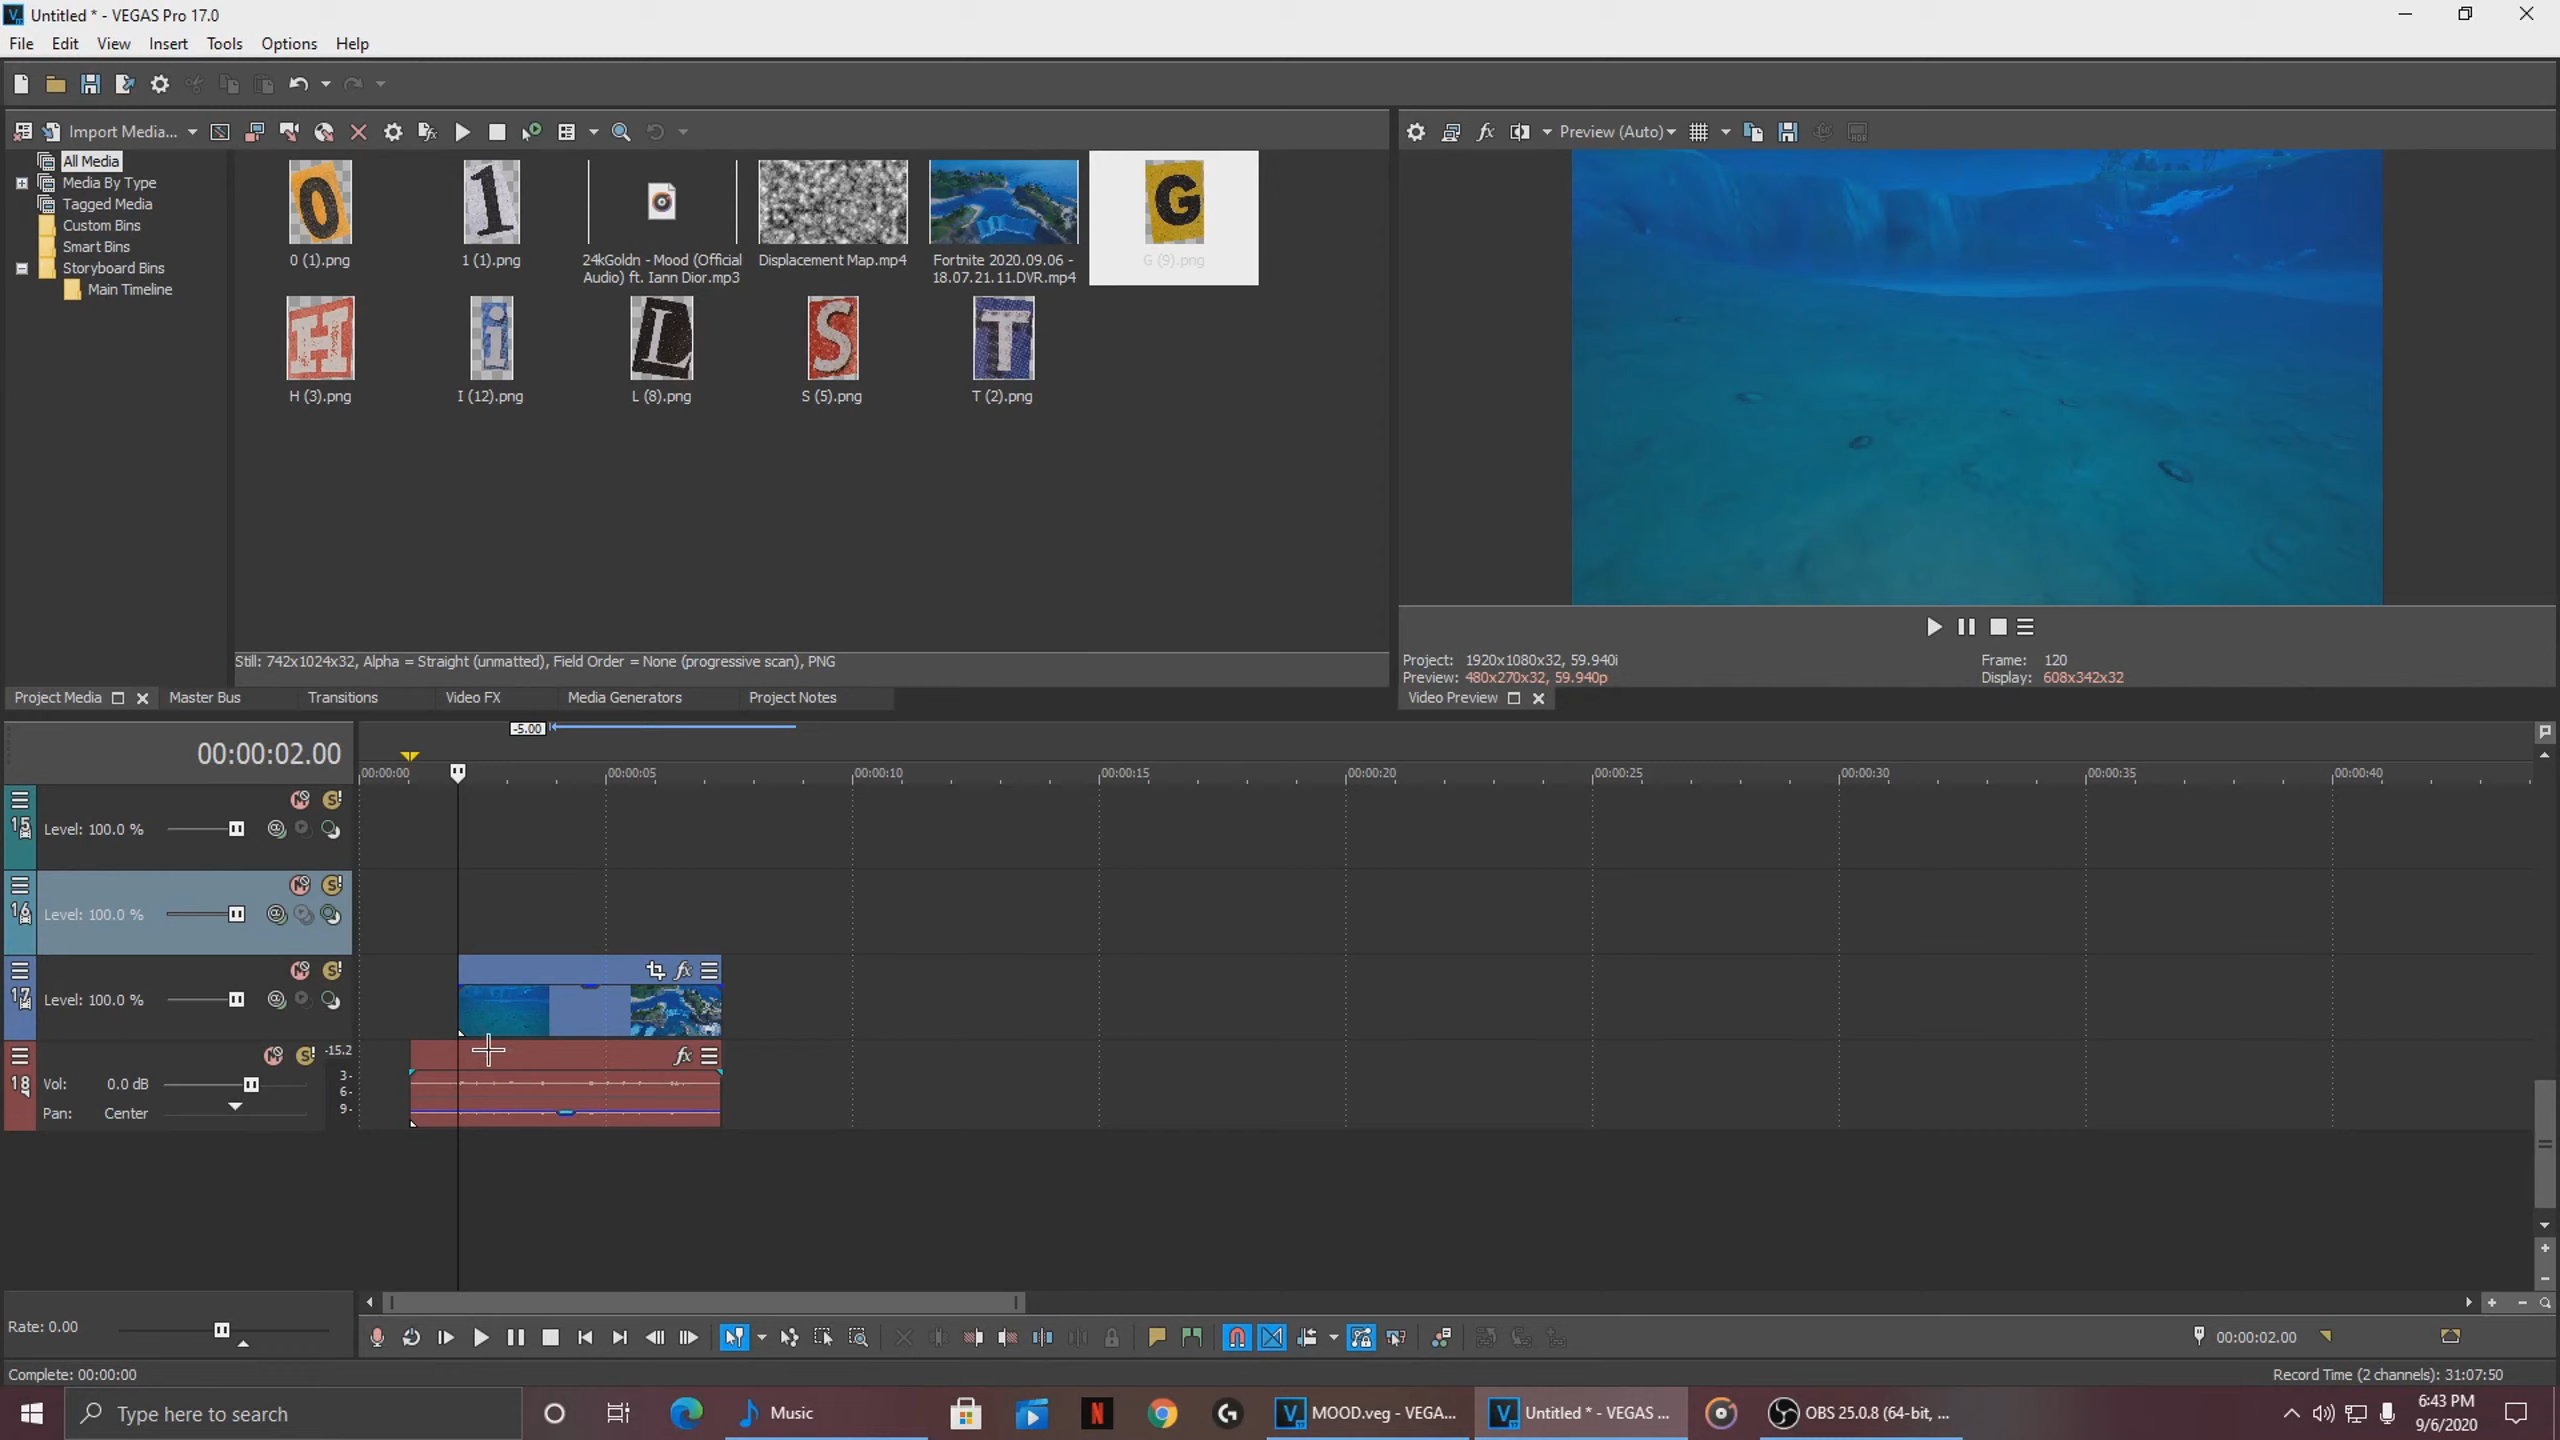 Untitled * - VEGAS Pro 17.0
File Edit View Insert Tools Options Help
Import Media...
Preview (Auto)
All Media
Media By Type
Tagged Media
Custom Bins
Smart Bins
Storyboard Bins
Main Timeline
0 (1).png
1 (1).png
24kGoldn - Mood (Official
Audio) ft. Iann Dior.mp3
Displacement Map.mp4
Fortnite 2020.09.06 -
18.07.21.11.DVR.mp4
G (9).png
H (3).png
I (12).png
L (8).png
S (5).png
T (2).png
Still: 742x1024x32, Alpha = Straight (unmatted), Field Order = None (progressive scan), PNG
Project: 1920x1080x32, 59.940i
Frame: 120
Preview: 480x270x32, 59.940p
Display: 608x342x32
Project Media Master Bus Transitions Video FX Media Generators Project Notes
Video Preview
-5.00
00:00:02.00
00:00:00 00:00:05 00:00:10 00:00:15 00:00:20 00:00:25 00:00:30 00:00:35 00:00:40
15 Level: 100.0 %
16 Level: 100.0 %
17 Level: 100.0 %
18 -15.2
Vol: 0.0 dB
Pan: Center
3-
6-
9-
Rate: 0.00
00:00:02.00
Complete: 00:00:00
Record Time (2 channels): 31:07:50
Type here to search
Music
MOOD.veg - VEGA...
Untitled * - VEGAS ...
OBS 25.0.8 (64-bit, ...
6:43 PM
9/6/2020